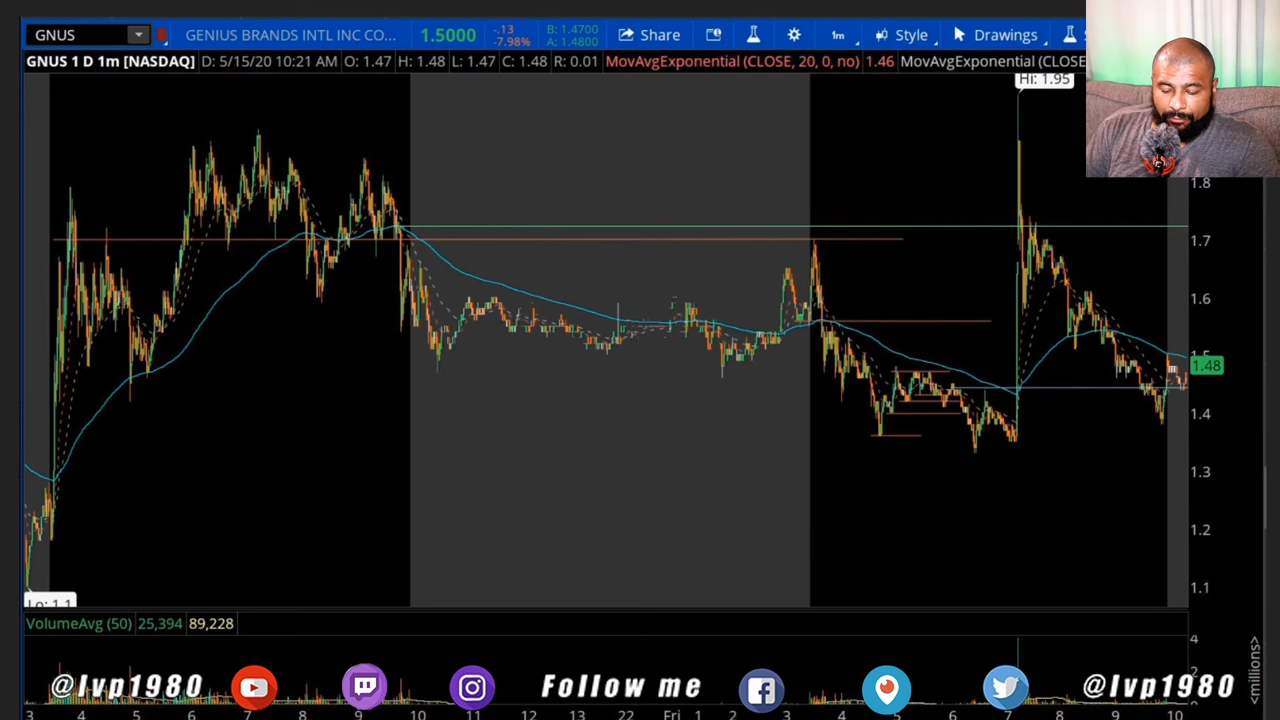 GNUS
GENIUS BRANDS INTL INC CO... 1.5000 -.13 -7.98% B: 1.4700 A: 1.4800 Share 1m Style Drawings
GNUS 1 D 1m [NASDAQ] D: 5/15/20 10:21 AM O: 1.47 H: 1.48 L: 1.47 C: 1.48 R: 0.01 MovAvgExponential (CLOSE, 20, 0, no) 1.46 MovAvgExponential (CLOSE
Hi: 1.95
1.8
1.7
1.6
1.5
1.48
1.4
1.3
1.2
1.1
Lo: 1.1
VolumeAvg (50) 25,394 89,228
4
2
<millions>
@lvp1980 Follow me @lvp1980
3 4 5 6 7 8 9 10 11 12 13 22 Fri 1 2 3 4 5 6 7 8 9 10